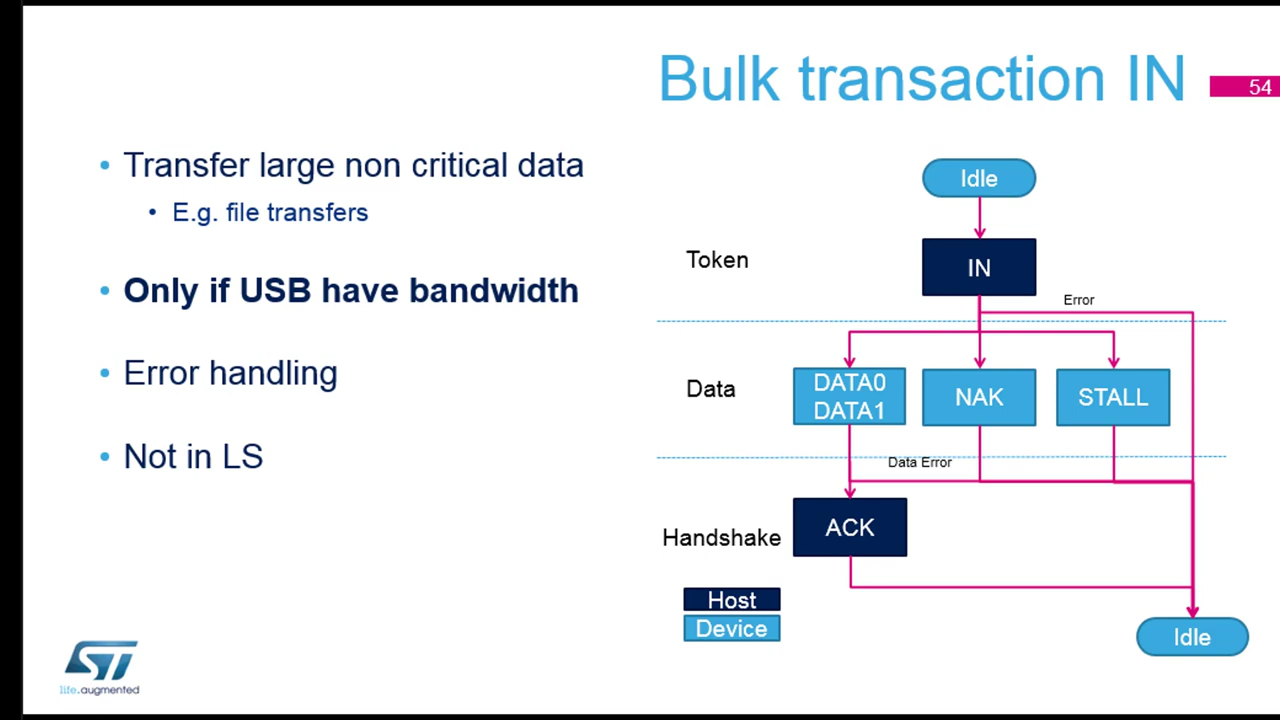 Bulk transaction IN
54
• Transfer large non critical data
• E.g. file transfers
• Only if USB have bandwidth
• Error handling
• Not in LS
Idle
Token
IN
Error
Data
DATA0
DATA1
NAK
STALL
Data Error
Handshake
ACK
Host
Device
Idle
ST
life.augmented